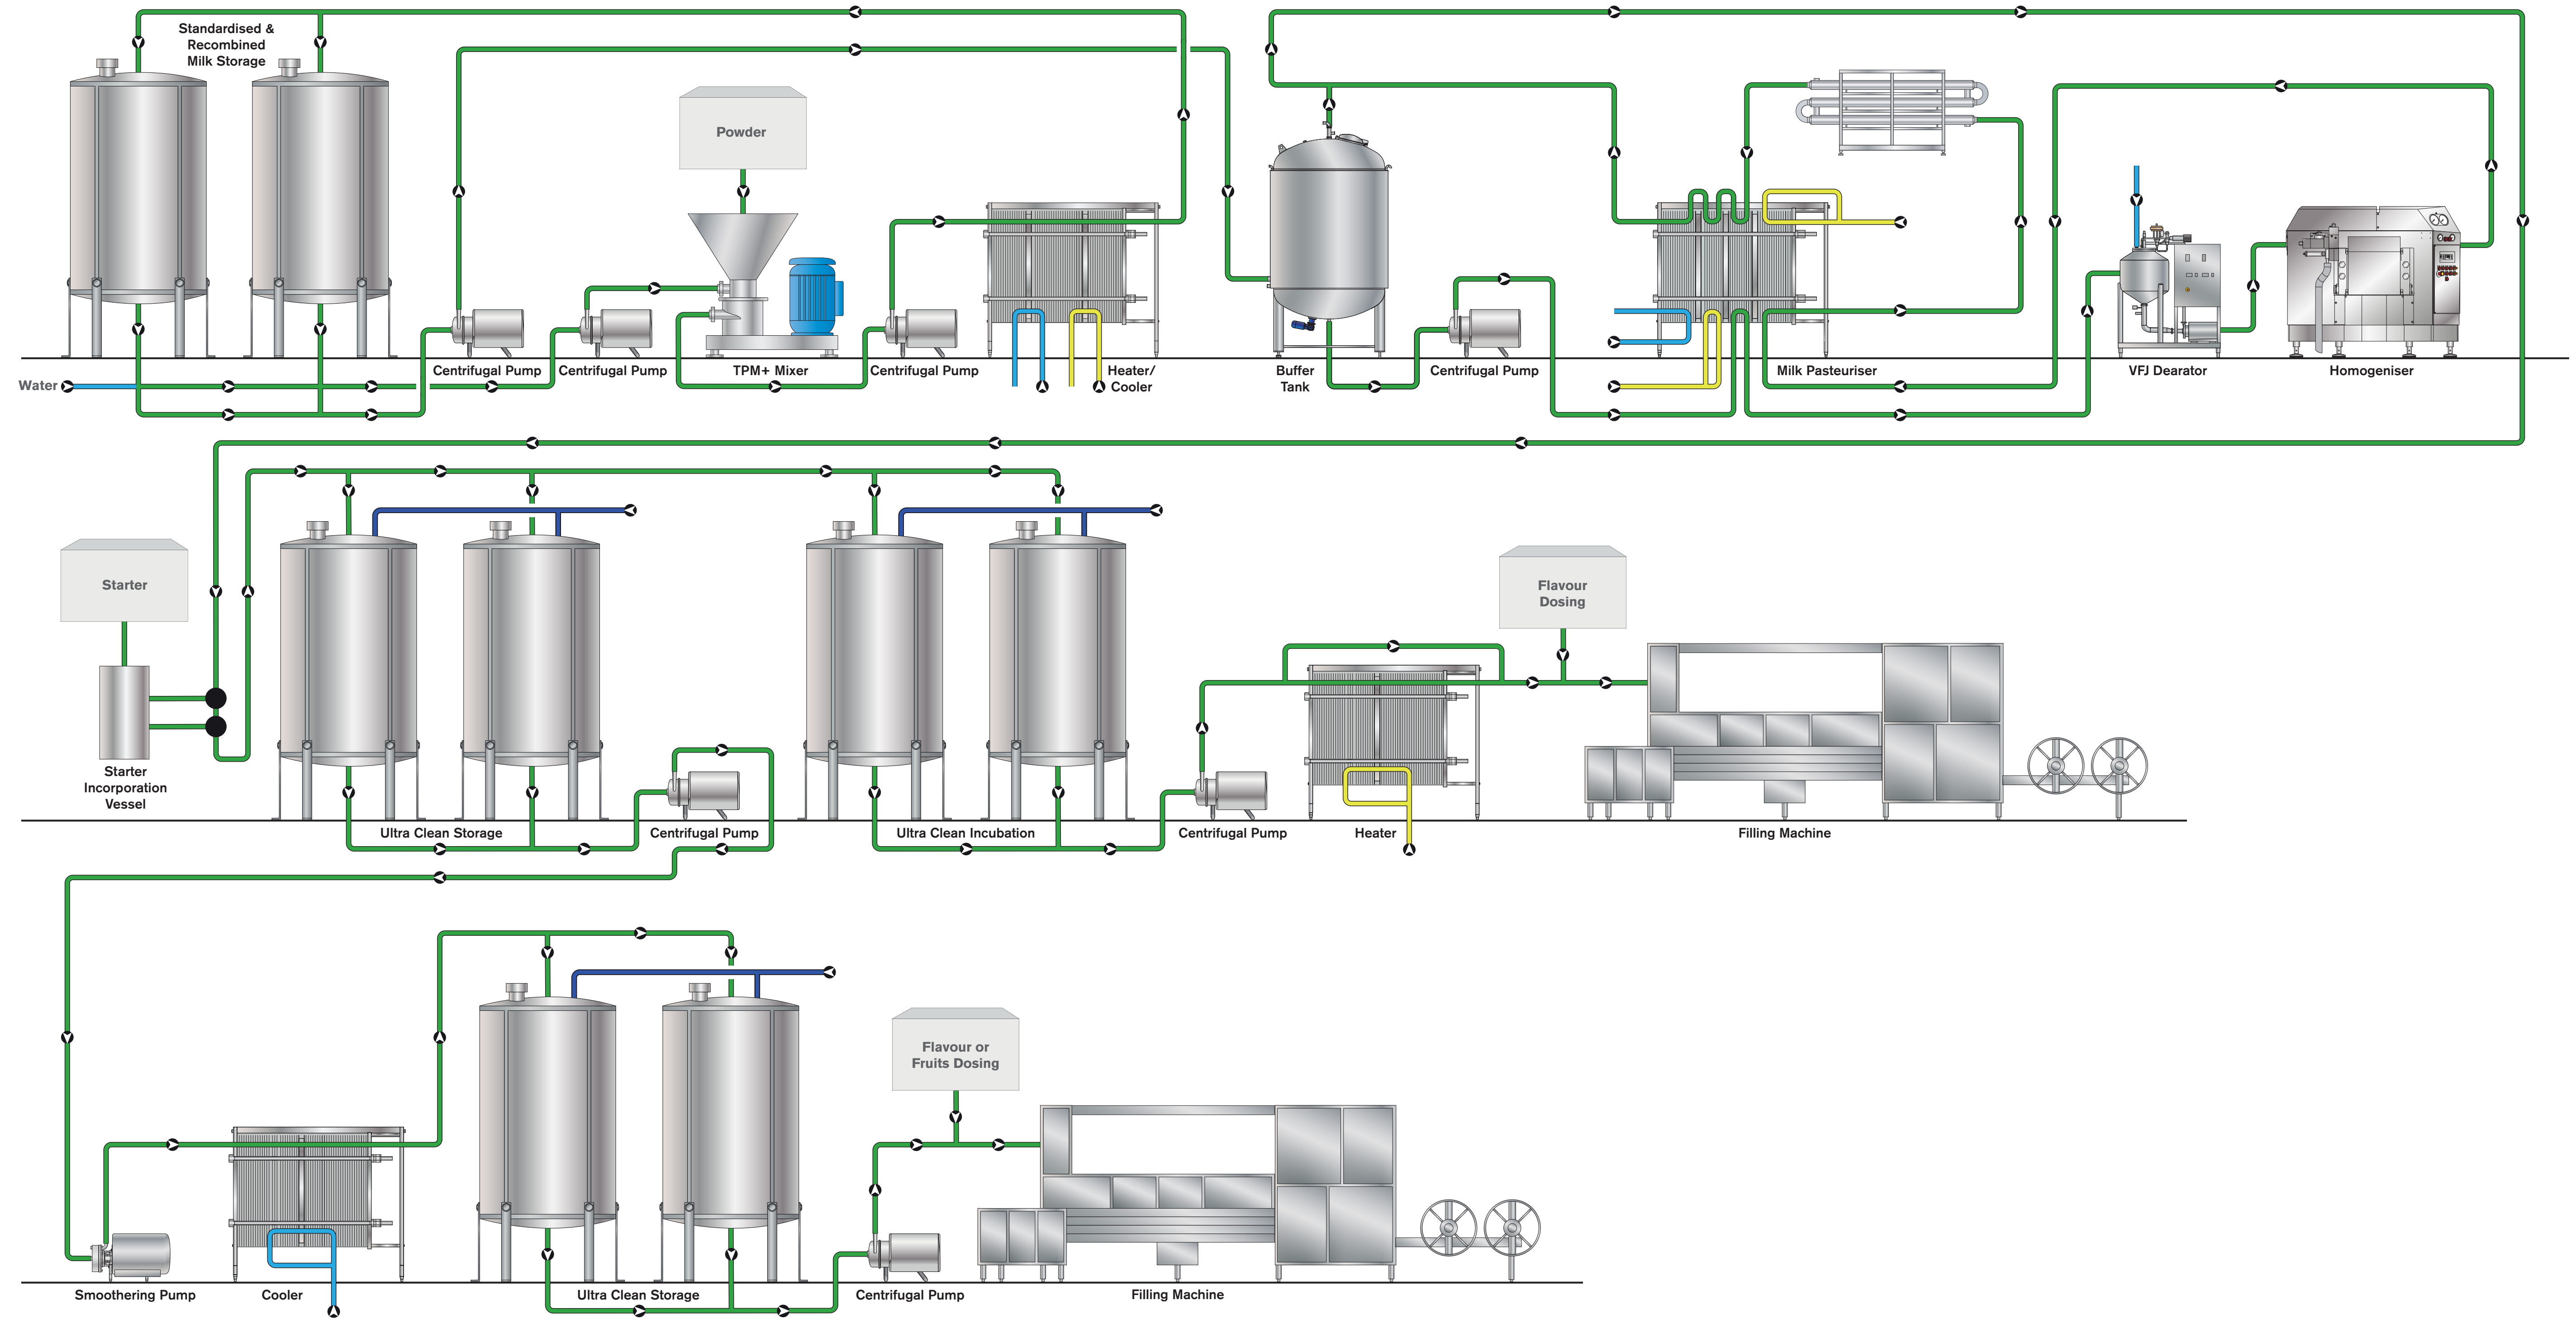 Standardised &
Recombined
Milk Storage
Powder
Water
Centrifugal Pump
Centrifugal Pump
TPM+ Mixer
Centrifugal Pump
Heater/
Cooler
Buffer
Tank
Centrifugal Pump
Milk Pasteuriser
VFJ Dearator
Homogeniser
Starter
Flavour
Dosing
Starter
Incorporation
Vessel
Ultra Clean Storage
Centrifugal Pump
Ultra Clean Incubation
Centrifugal Pump
Heater
Filling Machine
Flavour or
Fruits Dosing
Smoothering Pump
Cooler
Ultra Clean Storage
Centrifugal Pump
Filling Machine